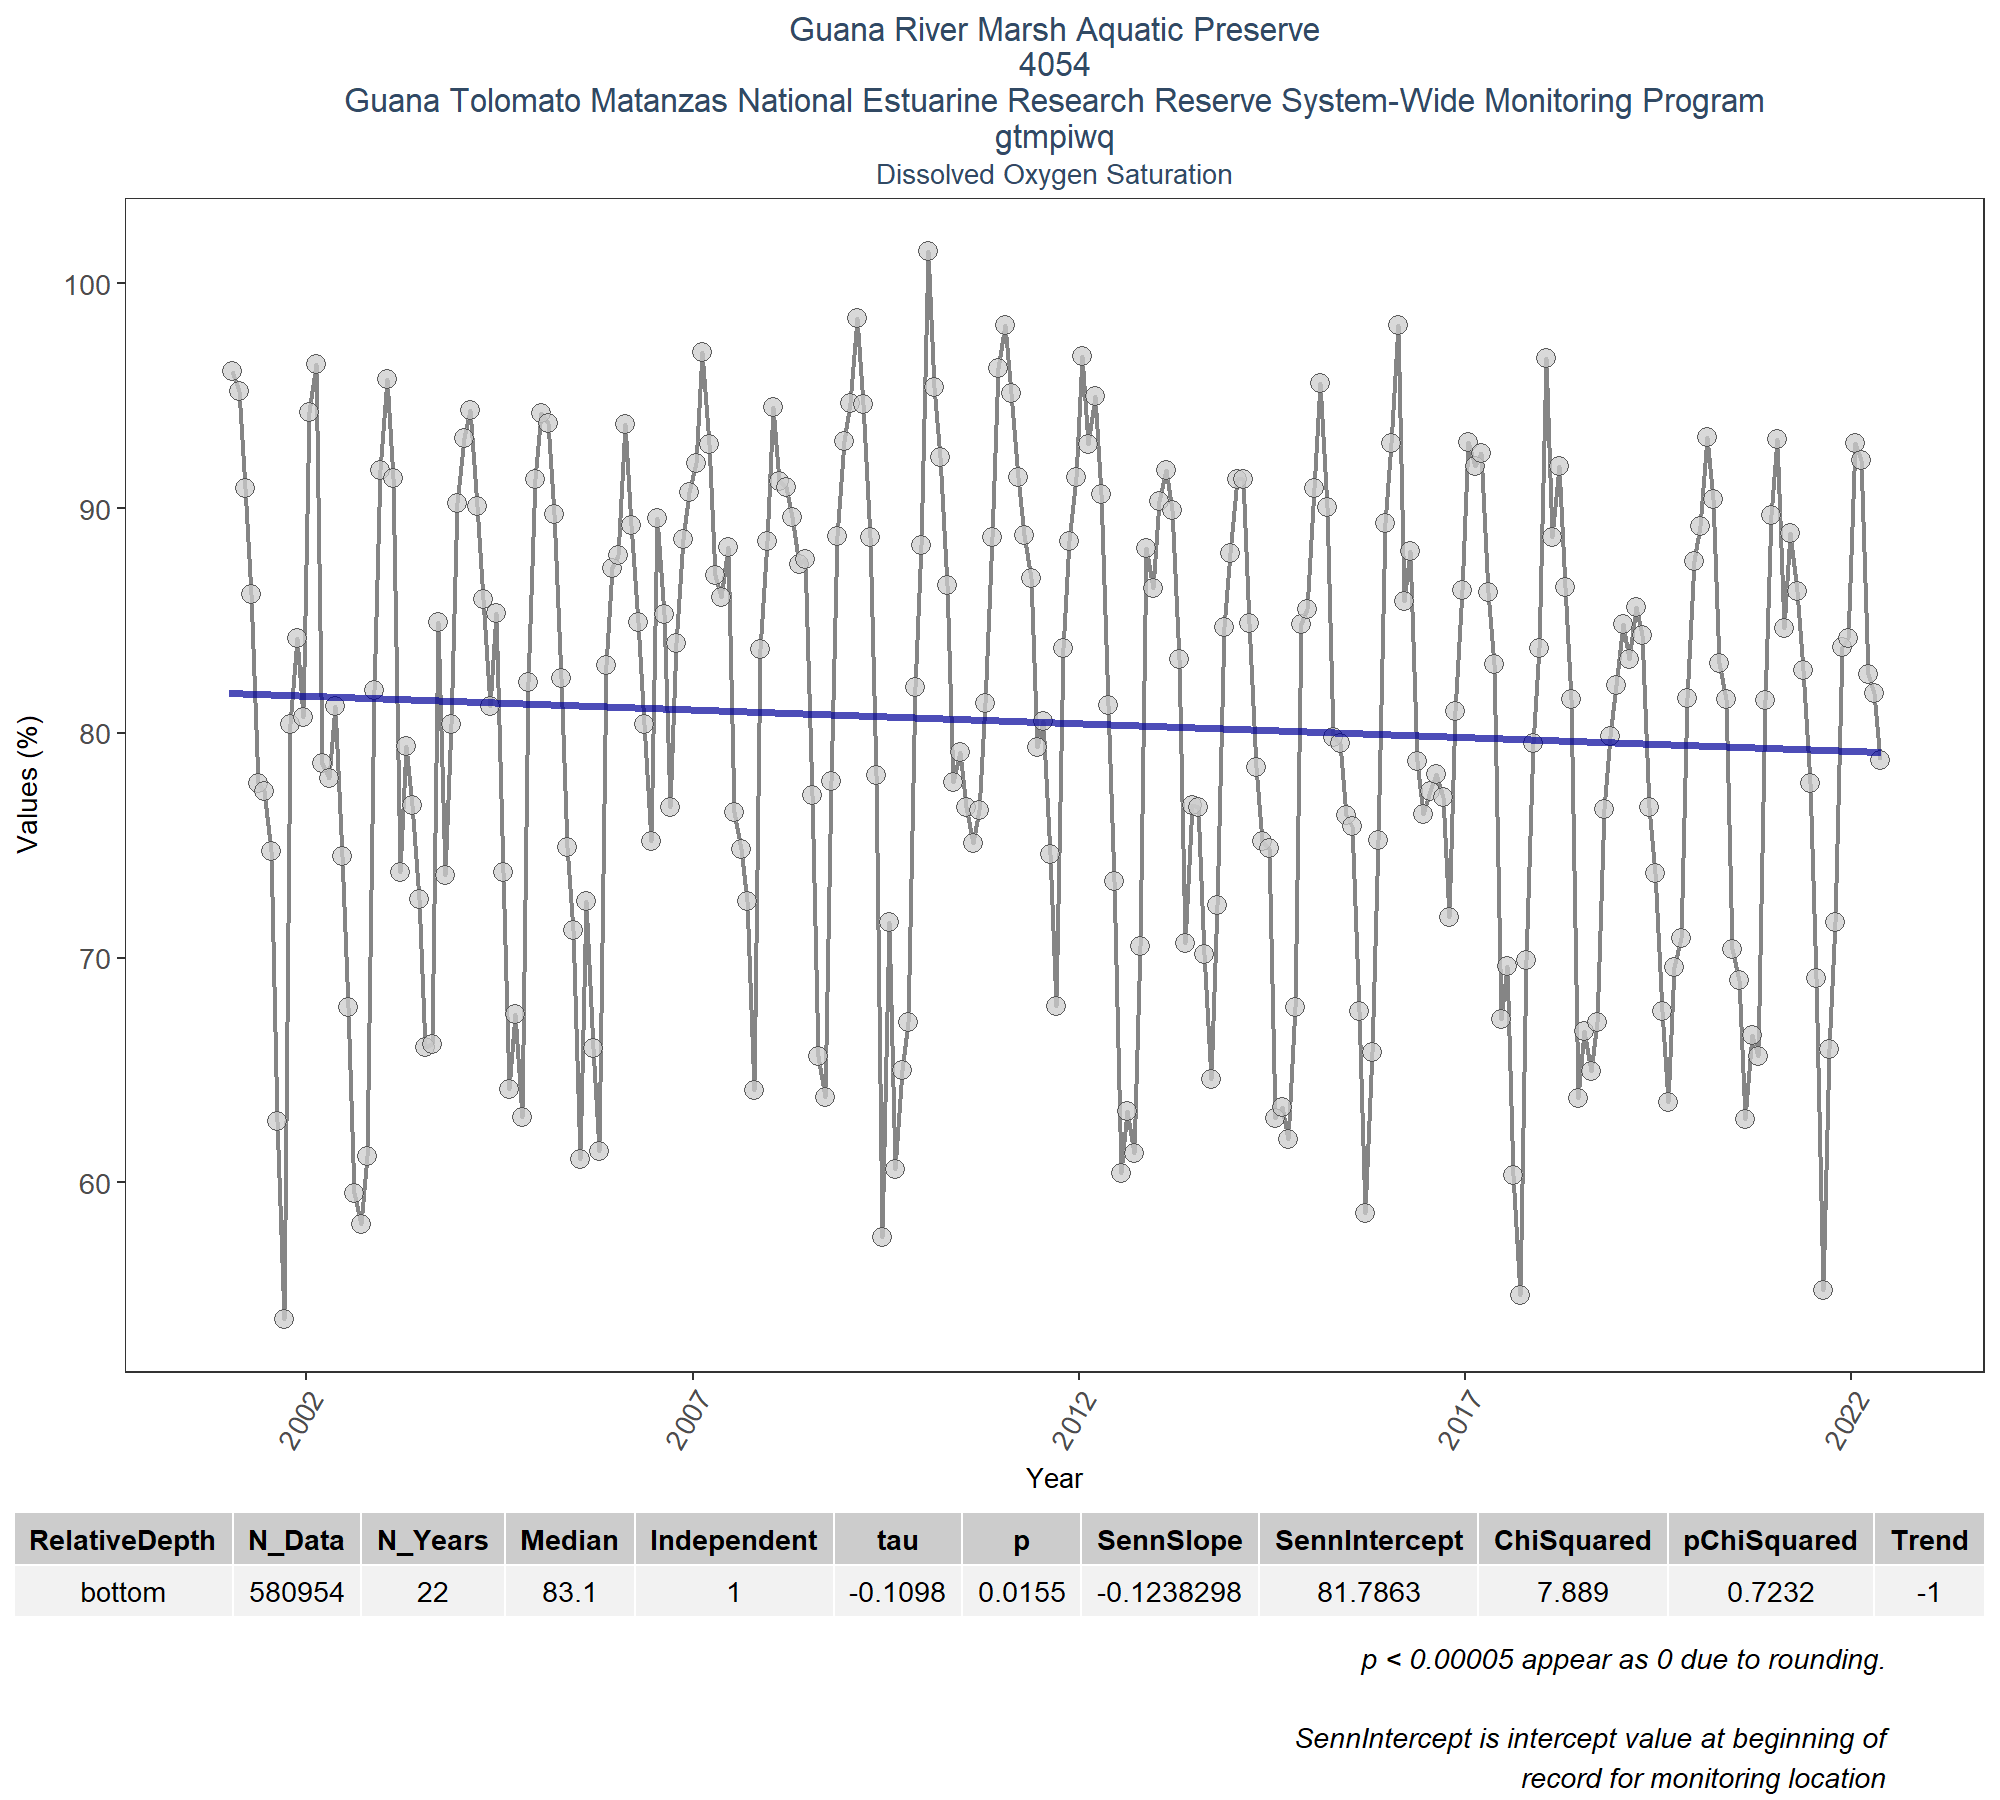 Guana River Marsh Aquatic Preserve
4054
Guana Tolomato Matanzas National Estuarine Research Reserve System-Wide Monitoring Program
gtmpiwq
Dissolved Oxygen Saturation
100
90
80
70
60
Values (%)
2002 2007 2012 2017 2022
Year
RelativeDepth N_Data N_Years Median Independent tau p SennSlope SennIntercept ChiSquared pChiSquared Trend
bottom 580954 22 83.1 1 -0.1098 0.0155 -0.1238298 81.7863 7.889 0.7232 -1
p < 0.00005 appear as 0 due to rounding.
SennIntercept is intercept value at beginning of
record for monitoring location